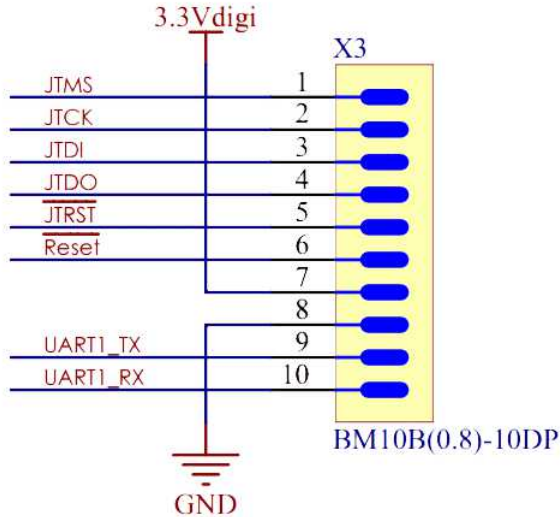 3.3Vdigi
X3
JTMS 1
JTCK 2
JTDI 3
JTDO 4
JTRST 5
Reset 6
7
8
UART1_TX 9
UART1_RX 10
BM10B(0.8)-10DP
GND